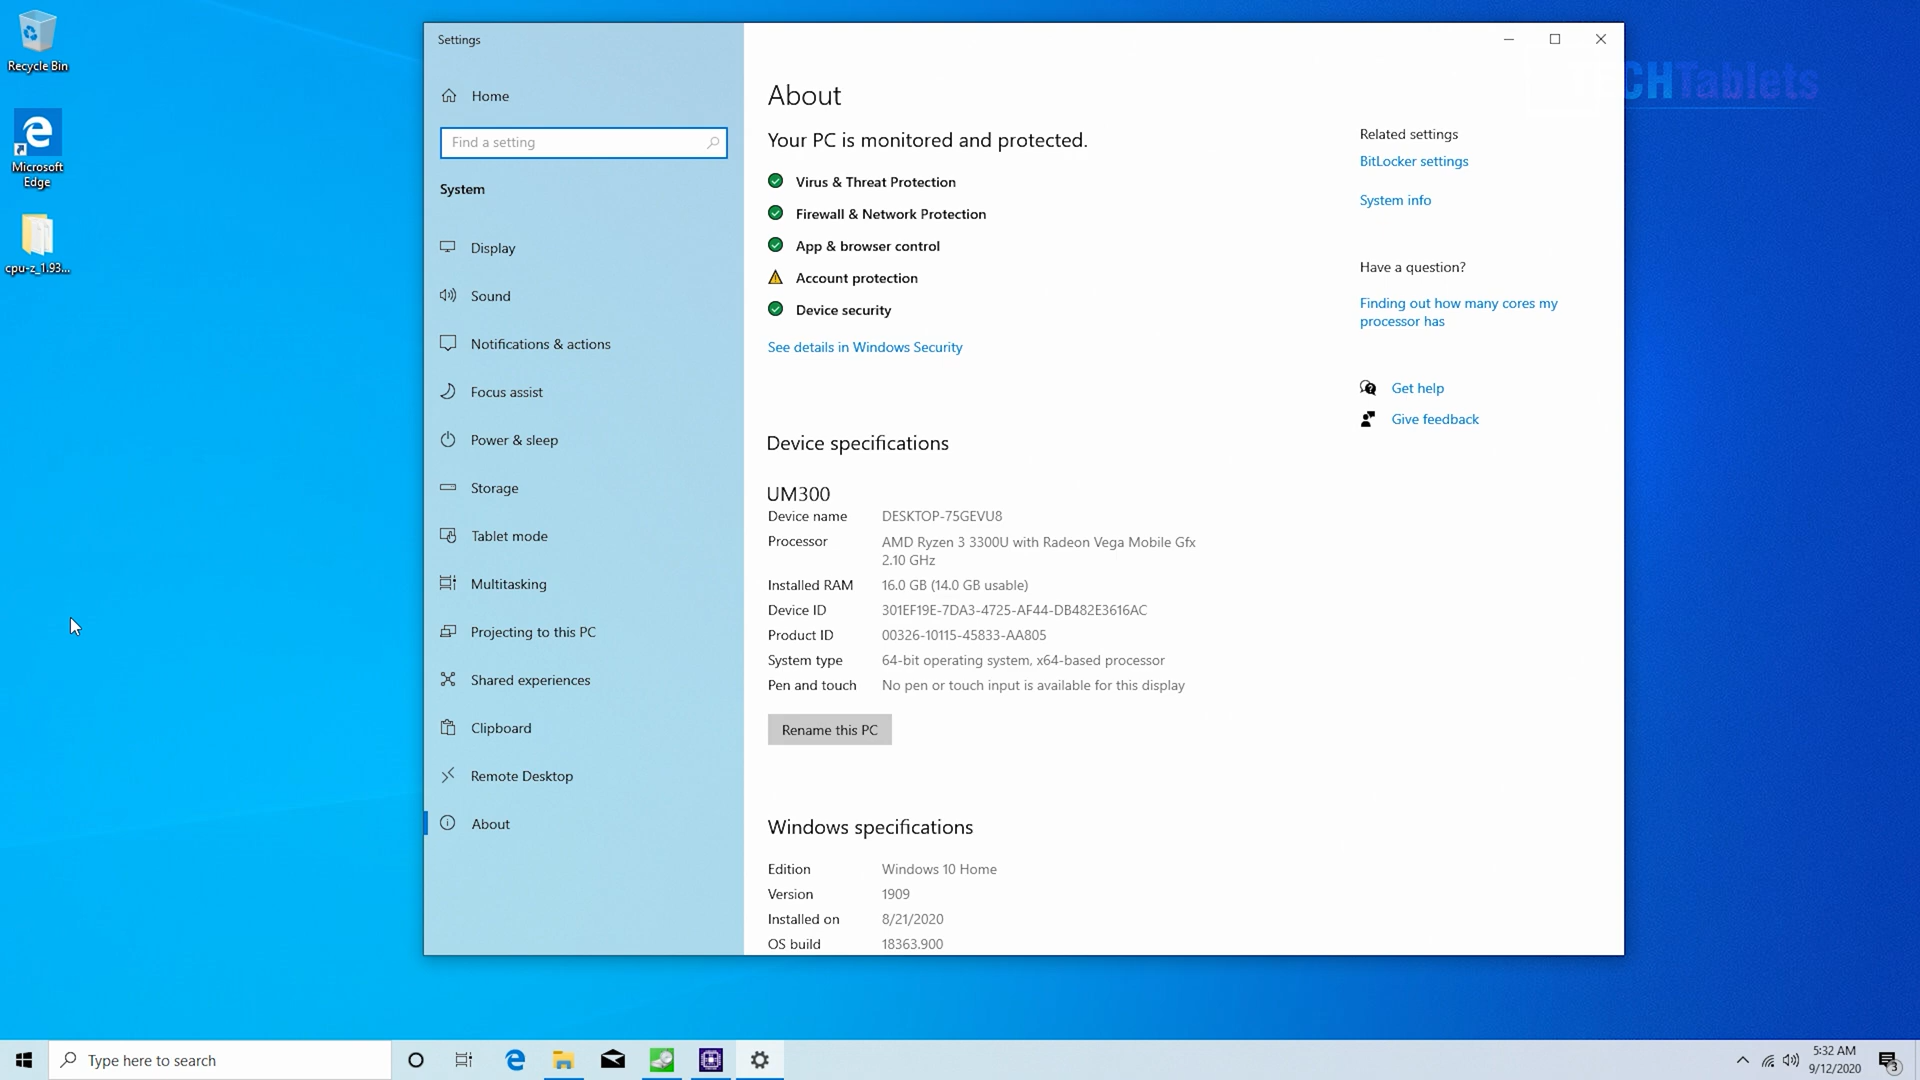 Recycle Bin
Microsoft
Edge
cpu-z_1.93...
Settings
Home
Find a setting
System
Display
Sound
Notifications & actions
Focus assist
Power & sleep
Storage
Tablet mode
Multitasking
Projecting to this PC
Shared experiences
Clipboard
Remote Desktop
About
About
Your PC is monitored and protected.
Virus & Threat Protection
Firewall & Network Protection
App & browser control
Account protection
Device security
See details in Windows Security
Device specifications
UM300
Device name DESKTOP-75GEVU8
Processor AMD Ryzen 3 3300U with Radeon Vega Mobile Gfx
2.10 GHz
Installed RAM 16.0 GB (14.0 GB usable)
Device ID 301EF19E-7DA3-4725-AF44-DB482E3616AC
Product ID 00326-10115-45833-AA805
System type 64-bit operating system, x64-based processor
Pen and touch No pen or touch input is available for this display
Rename this PC
Windows specifications
Edition Windows 10 Home
Version 1909
Installed on 8/21/2020
OS build 18363.900
Related settings
BitLocker settings
System info
Have a question?
Finding out how many cores my
processor has
Get help
Give feedback
CHTablets
Type here to search
5:32 AM
9/12/2020
3